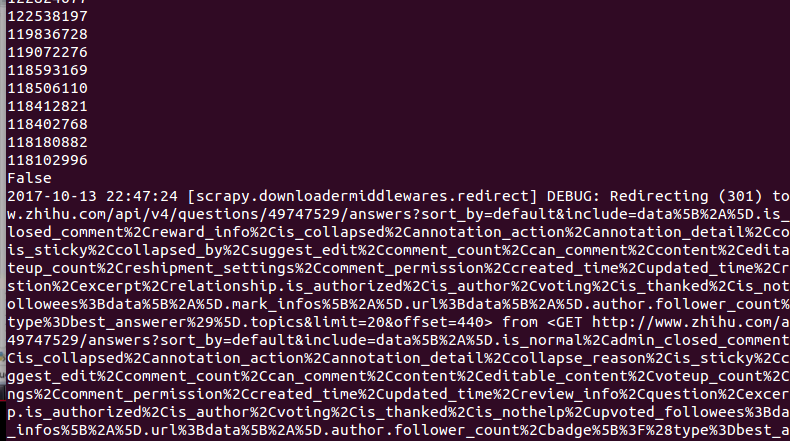 122538197
119836728
119072276
118593169
118506110
118412821
118402768
118180882
118102996
False
2017-10-13 22:47:24 [scrapy.downloadermiddlewares.redirect] DEBUG: Redirecting (301) to
w.zhihu.com/api/v4/questions/49747529/answers?sort_by=default&include=data%5B%2A%5D.is_
losed_comment%2Creward_info%2Cis_collapsed%2Cannotation_action%2Cannotation_detail%2Cco
is_sticky%2Ccollapsed_by%2Csuggest_edit%2Ccomment_count%2Ccan_comment%2Ccontent%2Cedita
teup_count%2Creshipment_settings%2Ccomment_permission%2Ccreated_time%2Cupdated_time%2Cr
stion%2Cexcerpt%2Crelationship.is_authorized%2Cis_author%2Cvoting%2Cis_thanked%2Cis_not
ollowees%3Bdata%5B%2A%5D.mark_infos%5B%2A%5D.url%3Bdata%5B%2A%5D.author.follower_count%
type%3Dbest_answerer%29%5D.topics&limit=20&offset=440> from <GET http://www.zhihu.com/a
49747529/answers?sort_by=default&include=data%5B%2A%5D.is_normal%2Cadmin_closed_comment
Cis_collapsed%2Cannotation_action%2Cannotation_detail%2Ccollapse_reason%2Cis_sticky%2Cc
ggest_edit%2Ccomment_count%2Ccan_comment%2Ccontent%2Ceditable_content%2Cvoteup_count%2C
ngs%2Ccomment_permission%2Ccreated_time%2Cupdated_time%2Creview_info%2Cquestion%2Cexcer
p.is_authorized%2Cis_author%2Cvoting%2Cis_thanked%2Cis_nothelp%2Cupvoted_followees%3Bda
_infos%5B%2A%5D.url%3Bdata%5B%2A%5D.author.follower_count%2Cbadge%5B%3F%28type%3Dbest_a